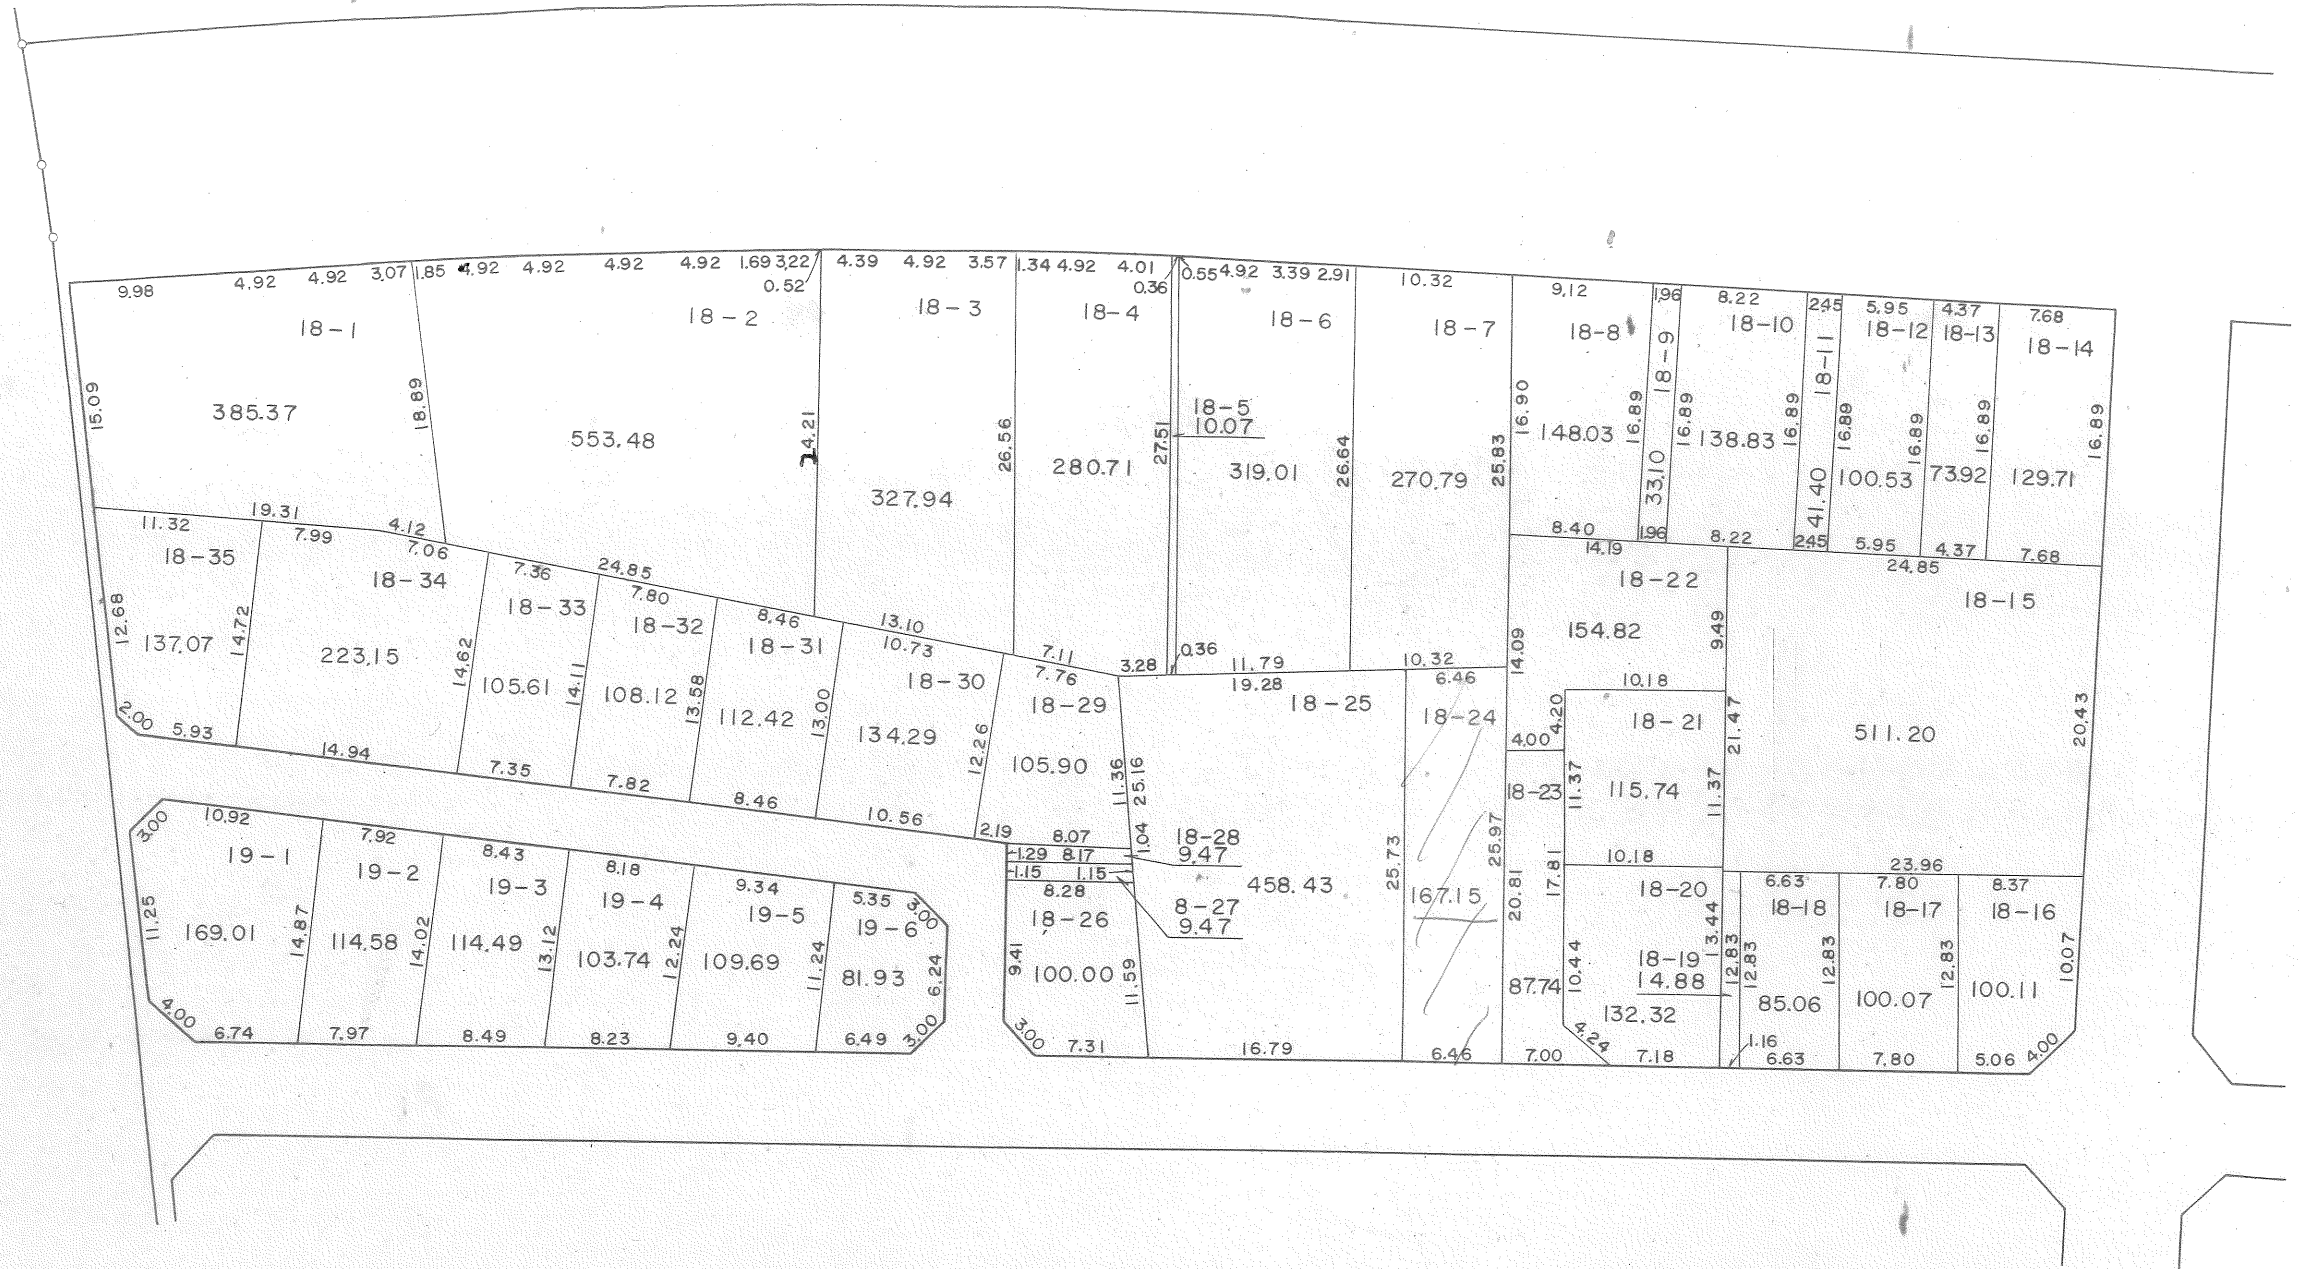 9.98 4.92 4.92 3.07 1.85 4.92 4.92 4.92 4.92 1.69 3.22 4.39 4.92 3.57 1.34 4.92 4.01 0.55 4.92 3.39 2.91 10.32 9.12 1.96 8.22 2.45 5.95 4.37 7.68
0.52 0.36
18-1 18-2 18-3 18-4 18-6 18-7 18-8 18-9 18-10 18-11 18-12 18-13 18-14
15.09 18.89 24.21 26.56 27.51 26.64 25.83 16.90 16.89 16.89 16.89 16.89 16.89 16.89 16.89
18-5
10.07
385.37 553.48 327.94 280.71 319.01 270.79 148.03 33.10 138.83 41.40 100.53 73.92 129.71
19.31 4.12 24.85 13.10 7.11 3.28 0.36 11.79 10.32 8.40 1.96 8.22 2.45 5.95 4.37 7.68
11.32 7.99 7.06 7.36 7.80 8.46 10.73 7.76 19.28 6.46 14.19 24.85
18-35 18-34 18-33 18-32 18-31 18-30 18-29 18-25 18-24 18-22 18-15
12.68 14.72 14.62 14.11 13.58 13.00 12.26 11.36 25.16 14.09 9.49 20.43
137.07 223.15 105.61 108.12 112.42 134.29 105.90 154.82 511.20
2.00 5.93 14.94 7.35 7.82 8.46 10.56 2.19 8.07
10.18
4.20 18-21 21.47
4.00
18-23 11.37 115.74 11.37
10.18 23.96
1.04 18-28
9.47
1.29 8.17
1.15 1.15
8.28
8-27
9.47
18-26
9.41 100.00 11.59
3.00 7.31
458.43 25.73 167.15 25.97 20.81 17.81
16.79 6.46 7.00
87.74 10.44 18-20 13.44
18-19
14.88
132.32
4.24 7.18 1.16
12.83 12.83 12.83 12.83 10.07
6.63 7.80 8.37
18-18 18-17 18-16
85.06 100.07 100.11
6.63 7.80 5.06 4.00
3.00 10.92 7.92 8.43 8.18 9.34 5.35 3.00
19-1 19-2 19-3 19-4 19-5 19-6
11.25 14.87 14.02 13.12 12.24 11.24 6.24
169.01 114.58 114.49 103.74 109.69 81.93
4.00 6.74 7.97 8.49 8.23 9.40 6.49 3.00